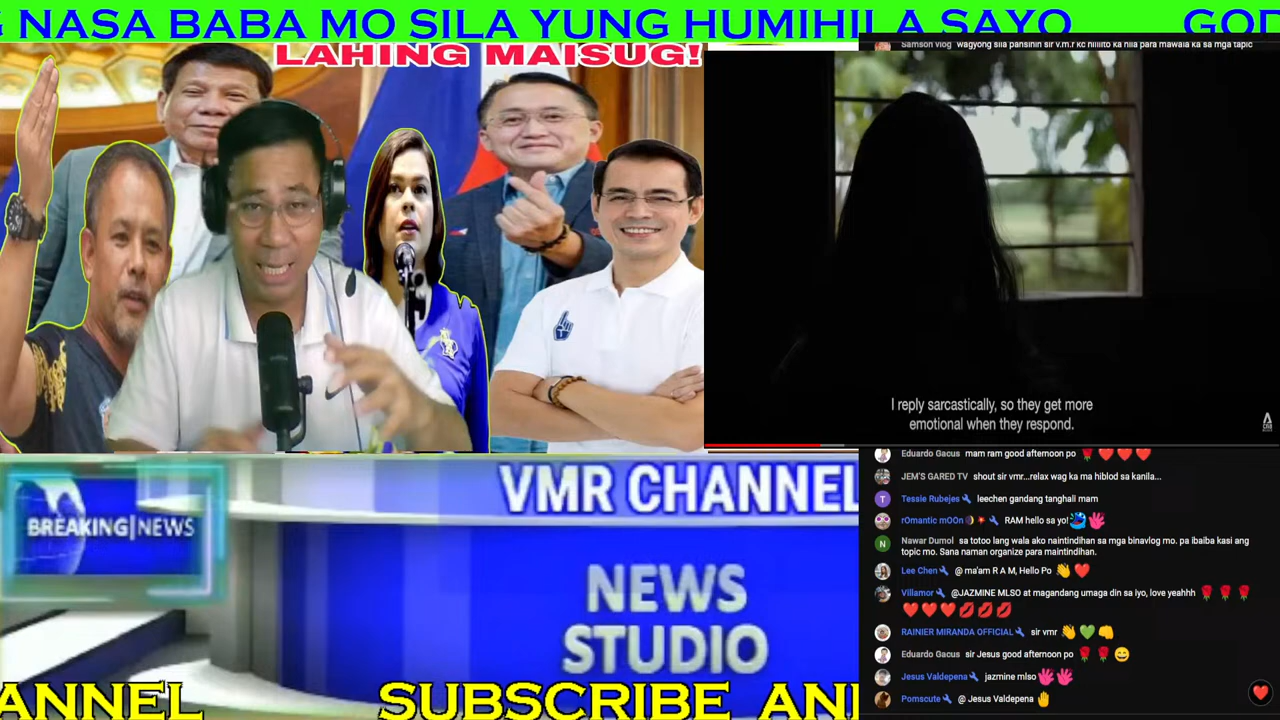 NASA BABA MO SILA YUNG HUMIHILA SAYO GOD
LAHING MAISUG!
Samson vlog wagyong sila pansinin sir v.m.r kc hililito ka nila para mawala ka sa mga tapic
I reply sarcastically, so they get more
emotional when they respond.
Eduardo Gacus mam ram good afternoon po 🌹❤️❤️❤️
JEM'S GARED TV shout sir vmr...relax wag ka ma hiblod sa kanila...
T Tessie Rubejes leechen gandang tanghali mam
rOmantic mOOn RAM hello sa yo!
N Nawar Dumol sa totoo lang wala ako naintindihan sa mga binavlog mo. pa ibaiba kasi ang
topic mo. Sana naman organize para maintindihan.
Lee Chen @ ma'am R A M, Hello Po 👋❤️
Villamor @JAZMINE MLSO at magandang umaga din sa iyo, love yeahhh 🌹🌹🌹
❤️❤️❤️💋💋💋
RAINIER MIRANDA OFFICIAL sir vmr 👋💚👊
Eduardo Gacus sir Jesus good afternoon po 🌹🌹😄
Jesus Valdepena jazmine mlso
Pomscute @ Jesus Valdepena 🤚
VMR CHANNEL
BREAKING|NEWS
NEWS
STUDIO
ANNEL SUBSCRIBE AN